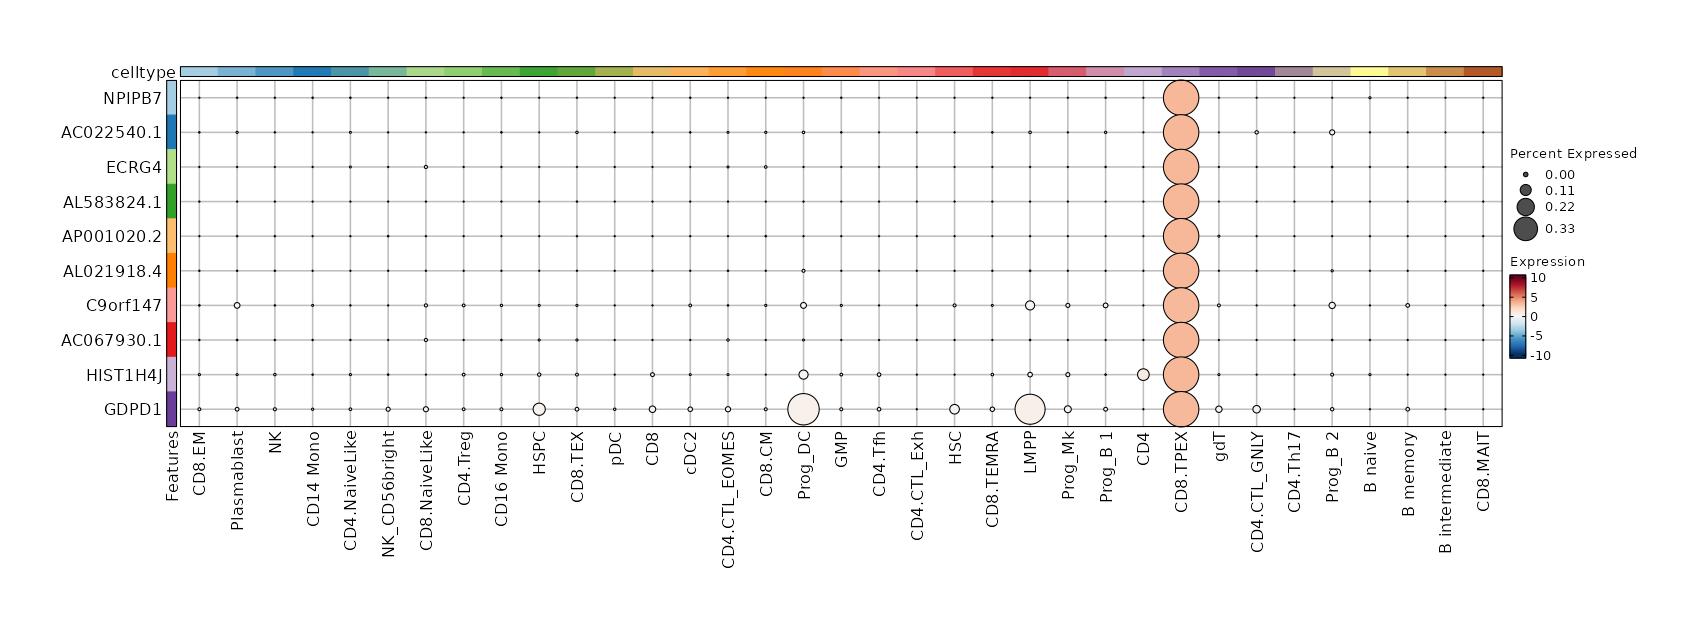 celltype
NPIPB7
AC022540.1
ECRG4
AL583824.1
AP001020.2
AL021918.4
C9orf147
AC067930.1
HIST1H4J
GDPD1
Features
CD8.EM
Plasmablast
NK
CD14 Mono
CD4.NaiveLike
NK_CD56bright
CD8.NaiveLike
CD4.Treg
CD16 Mono
HSPC
CD8.TEX
pDC
CD8
cDC2
CD4.CTL_EOMES
CD8.CM
Prog_DC
GMP
CD4.Tfh
CD4.CTL_Exh
HSC
CD8.TEMRA
LMPP
Prog_Mk
Prog_B 1
CD4
CD8.TPEX
gdT
CD4.CTL_GNLY
CD4.Th17
Prog_B 2
B naive
B memory
B intermediate
CD8.MAIT
Percent Expressed
0.00
0.11
0.22
0.33
Expression
10
5
0
-5
-10